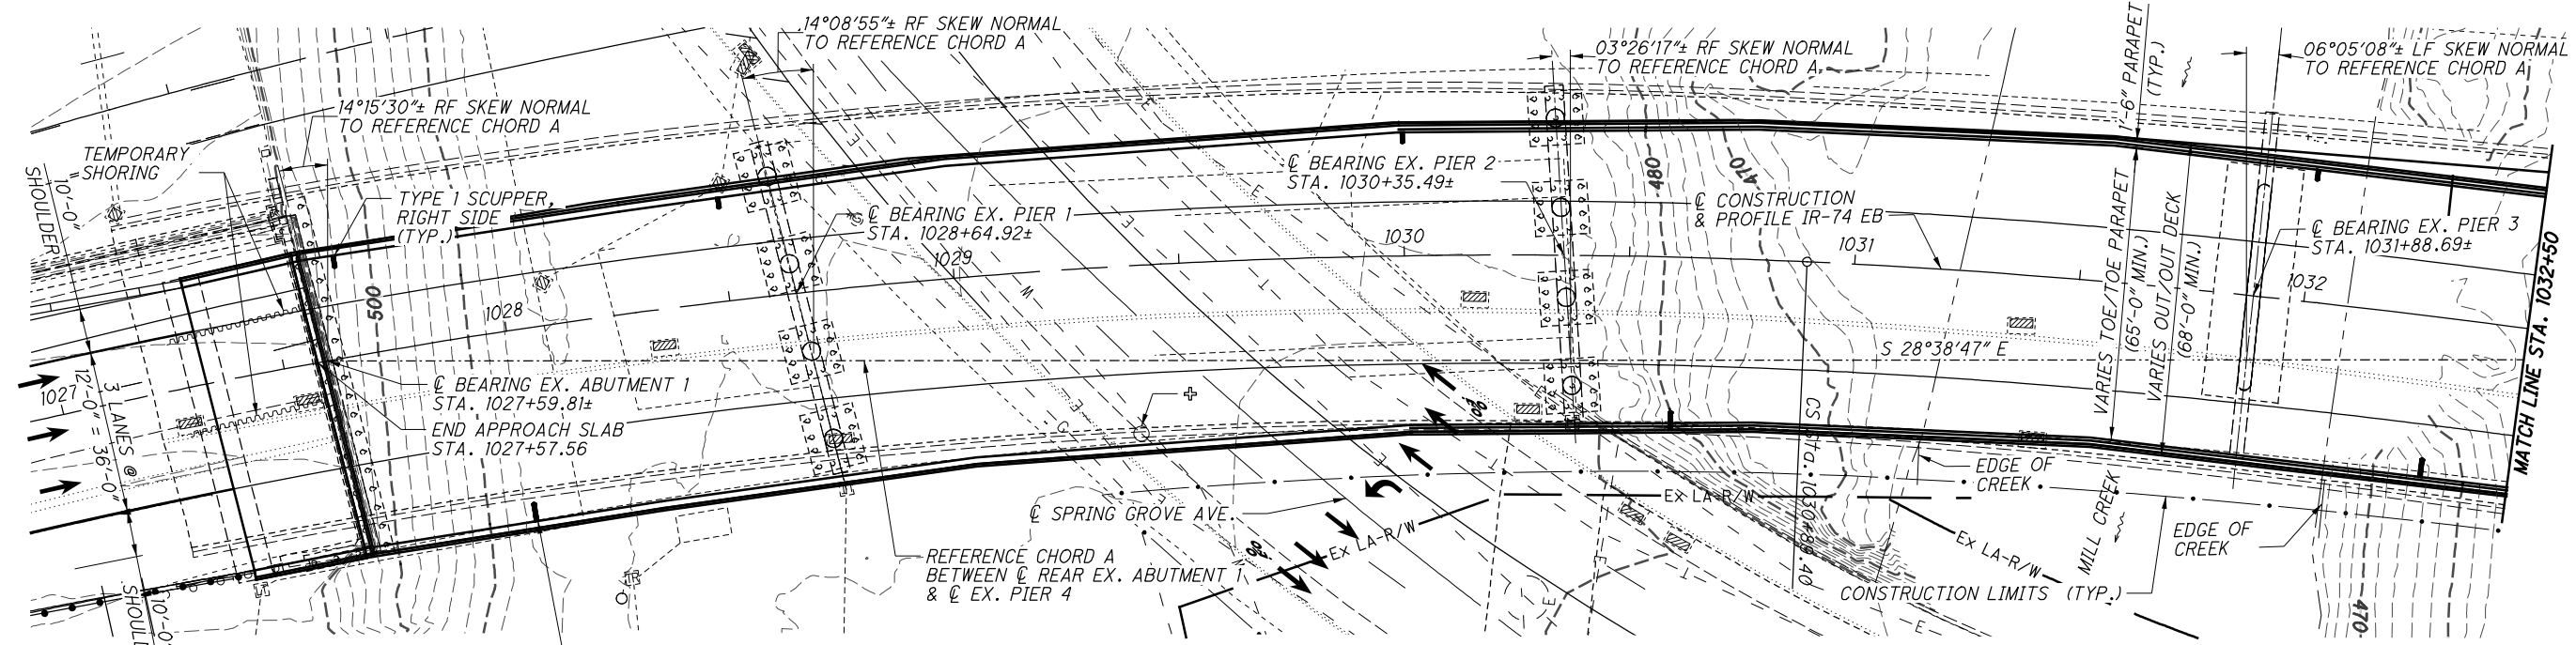 14°08'55"± RF SKEW NORMAL
TO REFERENCE CHORD A
03°26'17"± RF SKEW NORMAL
TO REFERENCE CHORD A
1'-6" PARAPET
(TYP.)
06°05'08"± LF SKEW NORMAL
TO REFERENCE CHORD A
14°15'30"± RF SKEW NORMAL
TO REFERENCE CHORD A
TEMPORARY
SHORING
10'-0"
SHOULDER
TYPE 1 SCUPPER,
RIGHT SIDE
(TYP.)
℄ BEARING EX. PIER 1
STA. 1028+64.92±
℄ BEARING EX. PIER 2
STA. 1030+35.49±
480
470
℄ CONSTRUCTION
& PROFILE IR-74 EB
℄ BEARING EX. PIER 3
STA. 1031+88.69±
500
1028
1029
1030
1031
1032
1027
S 28°38'47" E
VARIES TOE/TOE PARAPET
(65'-0" MIN.)
VARIES OUT/OUT DECK
(68'-0" MIN.)
MATCH LINE STA. 1032+50
℄ BEARING EX. ABUTMENT 1
STA. 1027+59.81±
END APPROACH SLAB
STA. 1027+57.56
3 LANES @
12'-0" = 36'-0"
10'-0"
CS Sta. 1030+89.40
EDGE OF
CREEK
Ex LA-R/W
℄ SPRING GROVE AVE.
Ex LA-R/W
Ex LA-R/W
MILL CREEK
EDGE OF
CREEK
REFERENCE CHORD A
BETWEEN ℄ REAR EX. ABUTMENT 1
& ℄ EX. PIER 4
CONSTRUCTION LIMITS (TYP.)
470